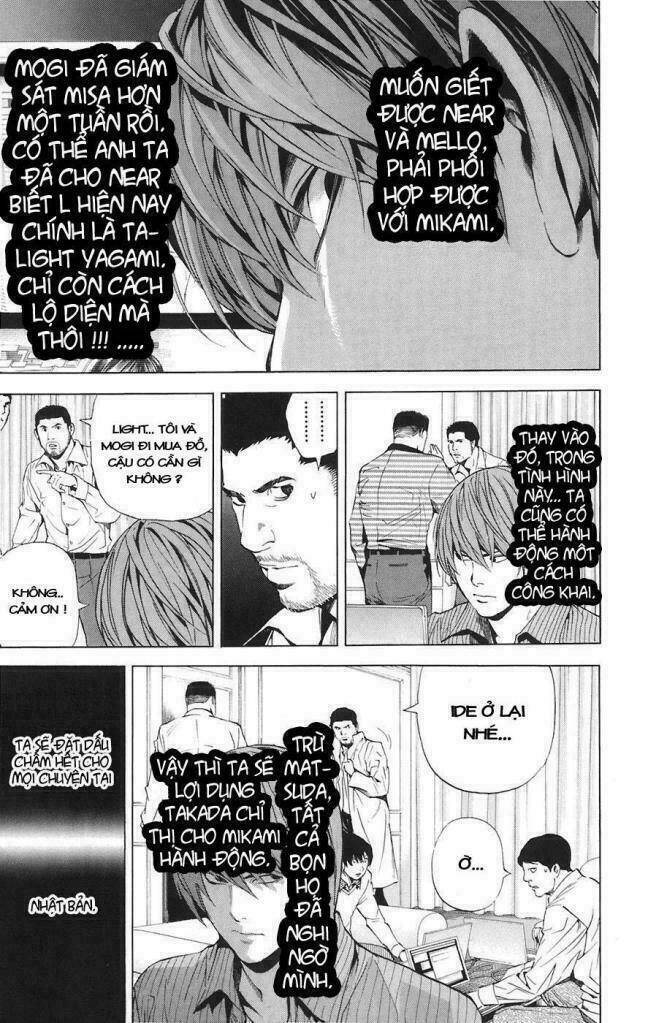 MUỐN GIẾT
ĐƯỢC NEAR
VÀ MELLO,
PHẢI PHỐI
HỢP ĐƯỢC
VỚI MIKAMI.
MOGI ĐÃ GIÁM
SÁT MISA HƠN
MỘT TUẦN RỒI.
CÓ THỂ ANH TA
ĐÃ CHO NEAR
BIẾT L HIỆN NAY
CHÍNH LÀ TA-
LIGHT YAGAMI.
CHỈ CÒN CÁCH
LỘ DIỆN MÀ
THÔI !!! .....
THAY VÀO
ĐÓ, TRONG
TÌNH HÌNH
NÀY... TA
CŨNG CÓ
THỂ HÀNH
ĐỘNG MỘT
CÁCH
CÔNG KHAI.
LIGHT... TÔI VÀ
MOGI ĐI MUA ĐỒ,
CẬU CÓ CẦN GÌ
KHÔNG ?
KHÔNG..
CẢM ƠN !
IDE Ở LẠI
NHÉ...
Ờ...
TRỪ
MAT-
SUDA, TẤT
CẢ
BỌN
HỌ
ĐÃ
NGHI
NGỜ
MÌNH.
VẬY THÌ TA SẼ
LỢI DỤNG
TAKADA CHỈ
THỊ CHO MIKAMI
HÀNH ĐỘNG.
TA SẼ ĐẶT DẤU
CHẤM HẾT CHO
MỌI CHUYỆN TẠI
NHẬT BẢN.